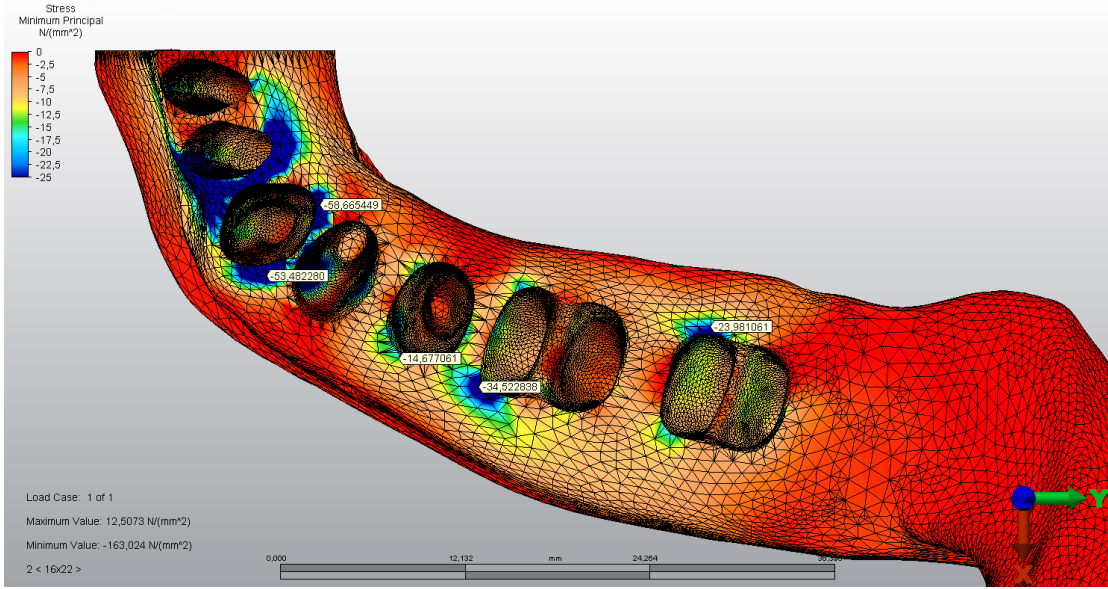 Stress
Minimum Principal
N/(mm^2)
0
-2,5
-5
-7,5
-10
-12,5
-15
-17,5
-20
-22,5
-25
-58,665449
-53,482280
-23,981061
-14,677061
-34,522838
Load Case: 1 of 1
Maximum Value: 12,5073 N/(mm^2)
Minimum Value: -163,024 N/(mm^2)
2 < 16x22 >
0,000
12,132
mm
24,264
Y
X